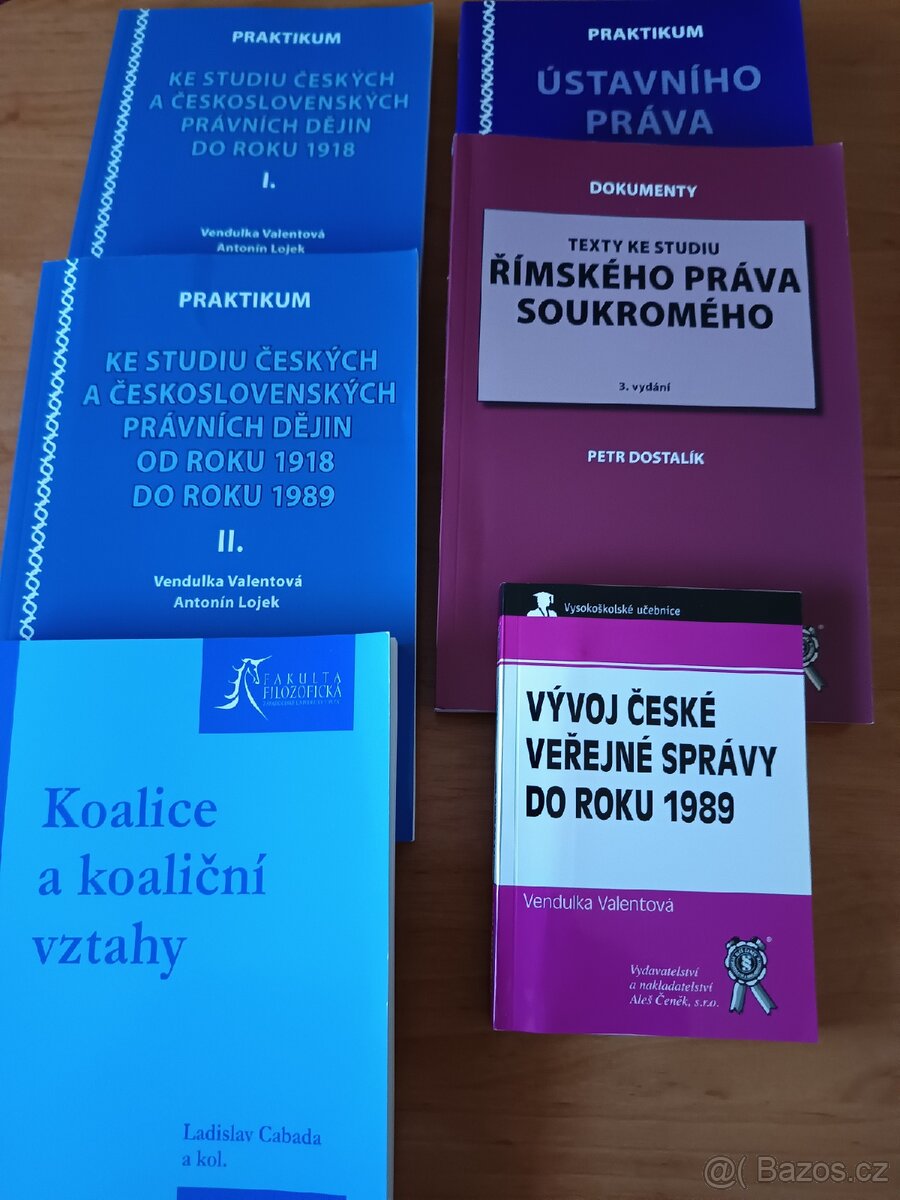 PRAKTIKUM
KE STUDIU ČESKÝCH
A ČESKOSLOVENSKÝCH
PRÁVNÍCH DĚJIN
DO ROKU 1918
I.
Vendulka Valentová
Antonín Lojek
PRAKTIKUM
ÚSTAVNÍHO
PRÁVA
DOKUMENTY
TEXTY KE STUDIU
ŘÍMSKÉHO PRÁVA
SOUKROMÉHO
3. vydání
PETR DOSTALÍK
PRAKTIKUM
KE STUDIU ČESKÝCH
A ČESKOSLOVENSKÝCH
PRÁVNÍCH DĚJIN
OD ROKU 1918
DO ROKU 1989
II.
Vendulka Valentová
Antonín Lojek
Vysokoškolské učebnice
VÝVOJ ČESKÉ
VEŘEJNÉ SPRÁVY
DO ROKU 1989
Vendulka Valentová
Vydavatelství
a nakladatelství
Aleš Čeněk, s.r.o.
FAKULTA
FILOZOFICKÁ
Koalice
a koaliční
vztahy
Ladislav Cabada
a kol.
@( Bazos.cz